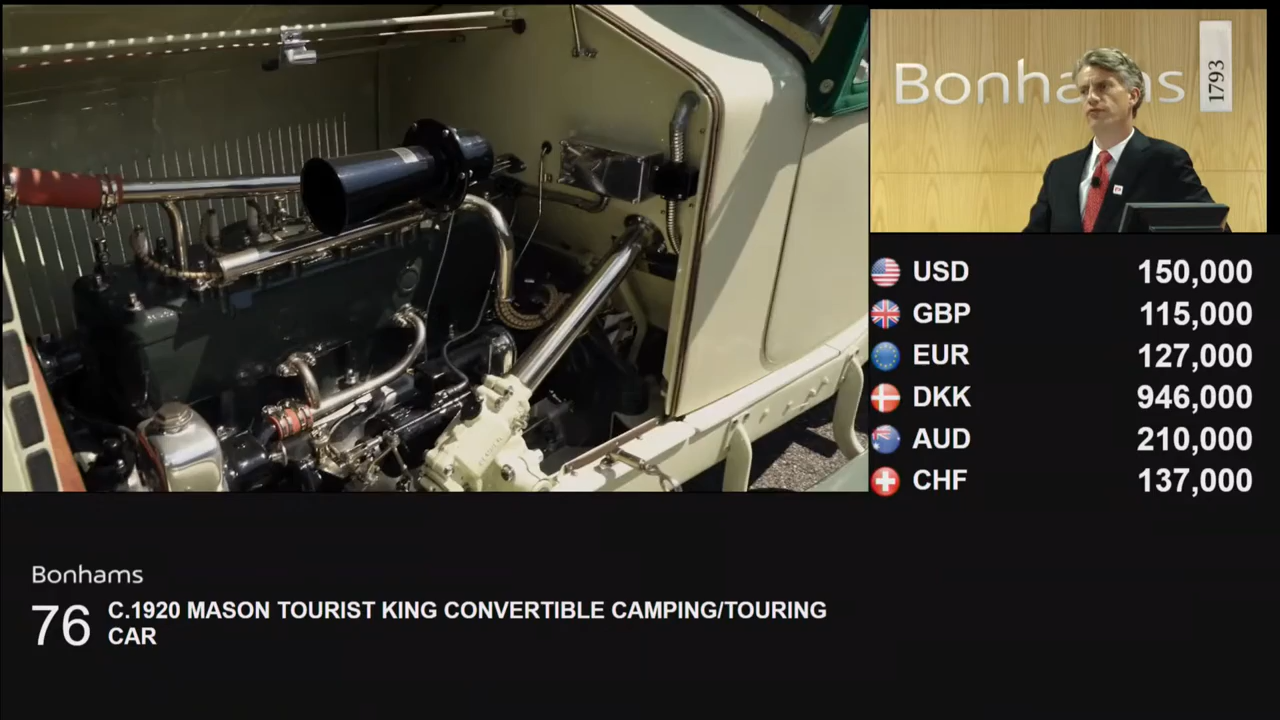 Bonhams
1793
USD 150,000
GBP 115,000
EUR 127,000
DKK 946,000
AUD 210,000
CHF 137,000
Bonhams
76
C.1920 MASON TOURIST KING CONVERTIBLE CAMPING/TOURING
CAR